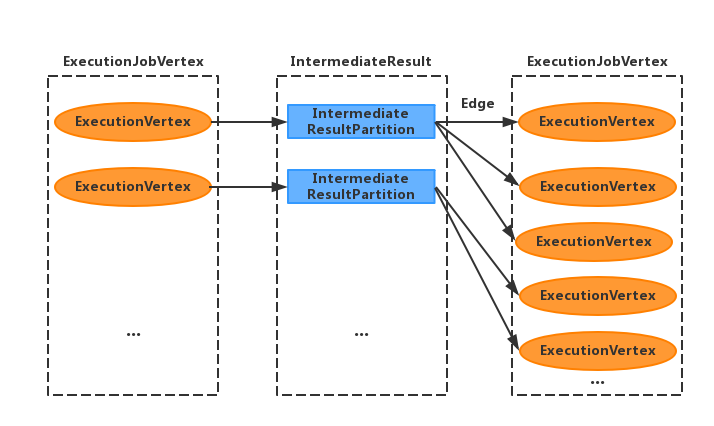 ExecutionJobVertex
IntermediateResult
ExecutionJobVertex
Edge
ExecutionVertex
Intermediate
ResultPartition
ExecutionVertex
ExecutionVertex
Intermediate
ResultPartition
ExecutionVertex
ExecutionVertex
ExecutionVertex
...
...
ExecutionVertex
...